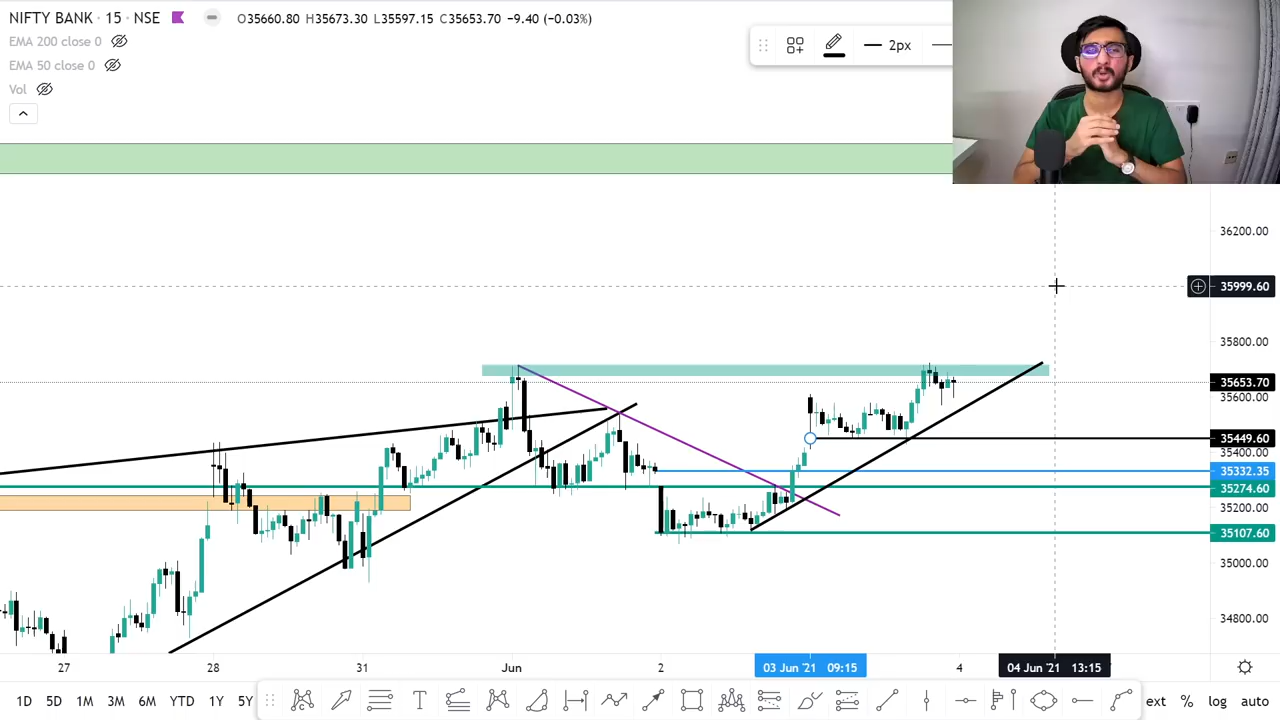 NIFTY BANK · 15 · NSE O35660.80 H35673.30 L35597.15 C35653.70 −9.40 (−0.03%)
EMA 200 close 0
EMA 50 close 0
Vol
2px
36200.00
35999.60
35800.00
35653.70
35600.00
35449.60
35400.00
35332.35
35274.60
35200.00
35107.60
35000.00
34800.00
27 28 31 Jun 2 03 Jun '21 09:15 4 04 Jun '21 13:15
1D 5D 1M 3M 6M YTD 1Y 5Y T ext % log auto